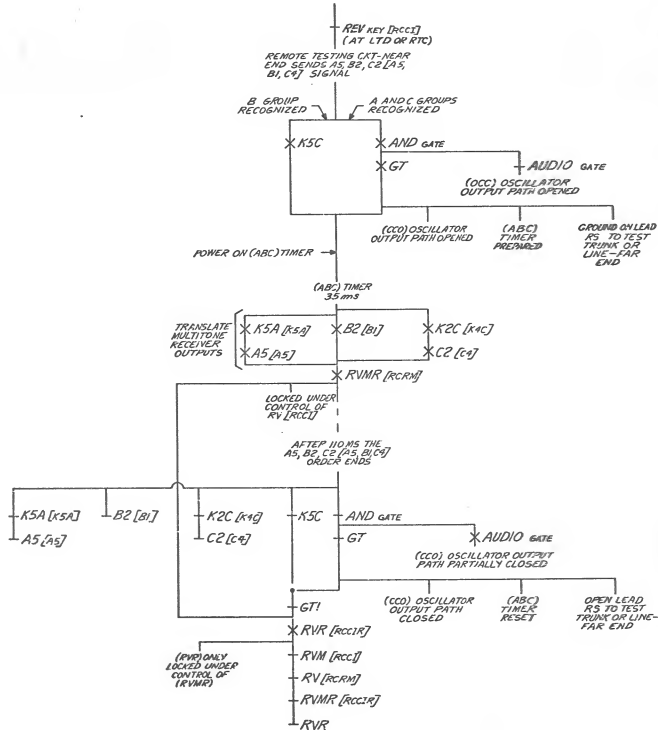 REV KEY [RCCI]
(AT LTD OR RTC)
REMOTE TESTING CKT-NEAR
END SENDS A5, B2, C2 [A5,
B1, C4] SIGNAL
B GROUP
RECOGNIZED
A AND C GROUPS
RECOGNIZED
K5C
AND GATE
GT
AUDIO GATE
(OCC) OSCILLATOR
OUTPUT PATH OPENED
(CCO) OSCILLATOR
OUTPUT PATH OPENED
(ABC)
TIMER
PREPARED
GROUND ON LEAD
RS TO TEST
TRUNK OR
LINE-FAR
END
POWER ON (ABC) TIMER
(ABC) TIMER
35 ms
TRANSLATE
MULTITONE
RECEIVER
OUTPUTS
K5A [K5A]
B2 [B1]
K2C [K4C]
A5 [A5]
C2 [C4]
RVMR [RCRM]
LOCKED UNDER
CONTROL OF
RV [RCCI]
AFTER 110 MS THE
A5, B2, C2 [A5, B1, C4]
ORDER ENDS
K5A [K5A]
B2 [B1]
K2C [K4C]
K5C
AND GATE
A5 [A5]
C2 [C4]
GT
AUDIO GATE
(CCO) OSCILLATOR OUTPUT
PATH PARTIALLY CLOSED
(CCO) OSCILLATOR
OUTPUT PATH
CLOSED
(ABC)
TIMER
RESET
OPEN LEAD
RS TO TEST
TRUNK OR LINE-
FAR END
GT1
RVR [RCCIR]
(RVR) ONLY
LOCKED UNDER
CONTROL OF
(RVMR)
RVM [RCCI]
RV [RCRM]
RVMR [RCCIR]
RVR